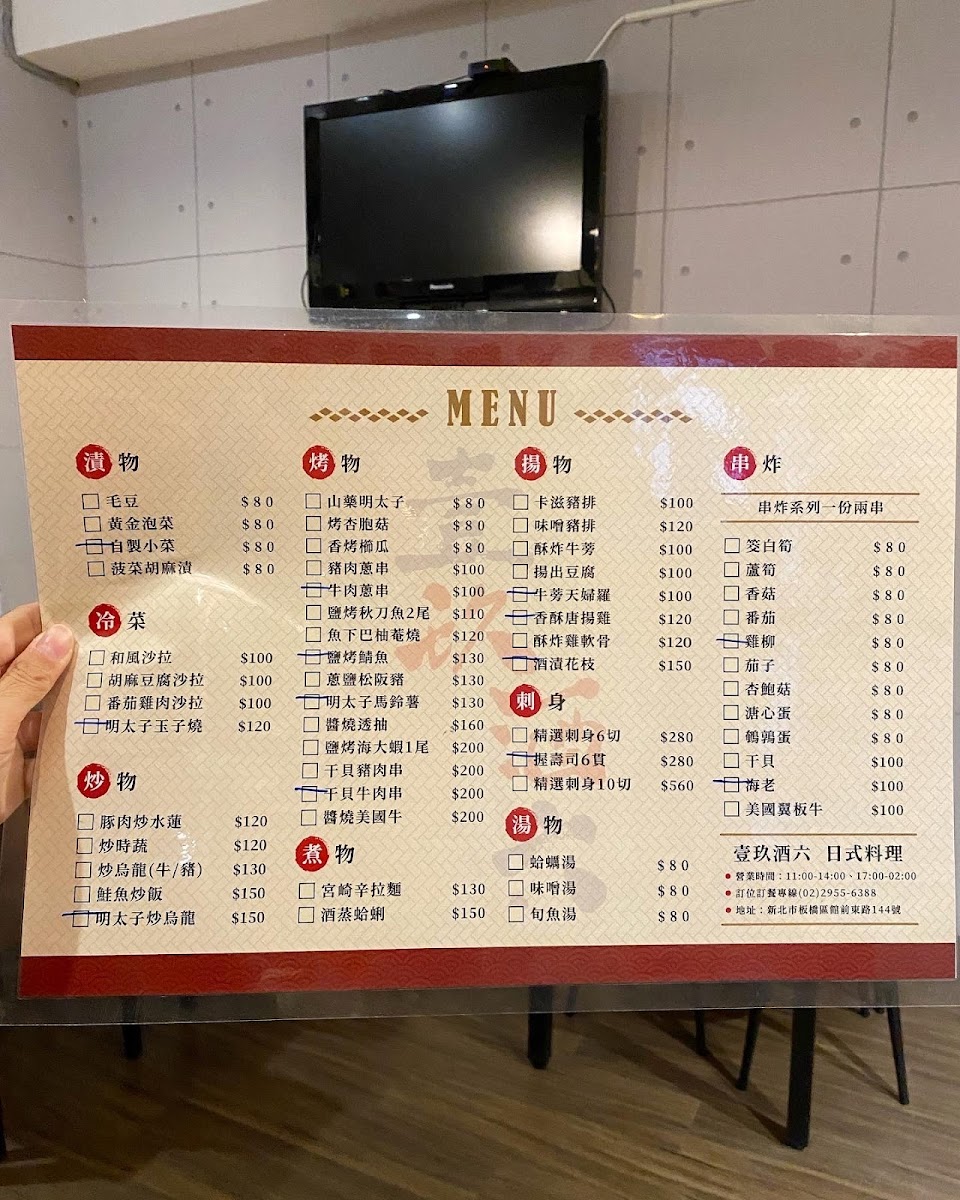 Panasonic
MENU
漬物
毛豆 $80
黃金泡菜 $80
自製小菜 $80
菠菜胡麻漬 $80
冷菜
和風沙拉 $100
胡麻豆腐沙拉 $100
番茄雞肉沙拉 $100
明太子玉子燒 $120
炒物
豚肉炒水蓮 $120
炒時蔬 $120
炒烏龍(牛/豬) $130
鮭魚炒飯 $150
明太子炒烏龍 $150
烤物
山藥明太子 $80
烤杏胞菇 $80
香烤櫛瓜 $80
豬肉蔥串 $100
牛肉蔥串 $100
鹽烤秋刀魚2尾 $110
魚下巴柚菴燒 $120
鹽烤鯖魚 $130
蔥鹽松阪豬 $130
明太子馬鈴薯 $130
醬燒透抽 $160
鹽烤海大蝦1尾 $200
干貝豬肉串 $200
干貝牛肉串 $200
醬燒美國牛 $200
煮物
宮崎辛拉麵 $130
酒蒸蛤蜊 $150
揚物
卡滋豬排 $100
味噌豬排 $120
酥炸牛蒡 $100
揚出豆腐 $100
牛蒡天婦羅 $100
香酥唐揚雞 $120
酥炸雞軟骨 $120
酒漬花枝 $150
刺身
精選刺身6切 $280
握壽司6貫 $280
精選刺身10切 $560
湯物
蛤蠣湯 $80
味噌湯 $80
旬魚湯 $80
串炸
串炸系列一份兩串
筊白筍 $80
蘆筍 $80
香菇 $80
番茄 $80
雞柳 $80
茄子 $80
杏鮑菇 $80
溏心蛋 $80
鵪鶉蛋 $80
干貝 $100
海老 $100
美國翼板牛 $100
壹玖酒六 日式料理
營業時間：11:00-14:00、17:00-02:00
訂位訂餐專線(02)2955-6388
地址：新北市板橋區館前東路144號